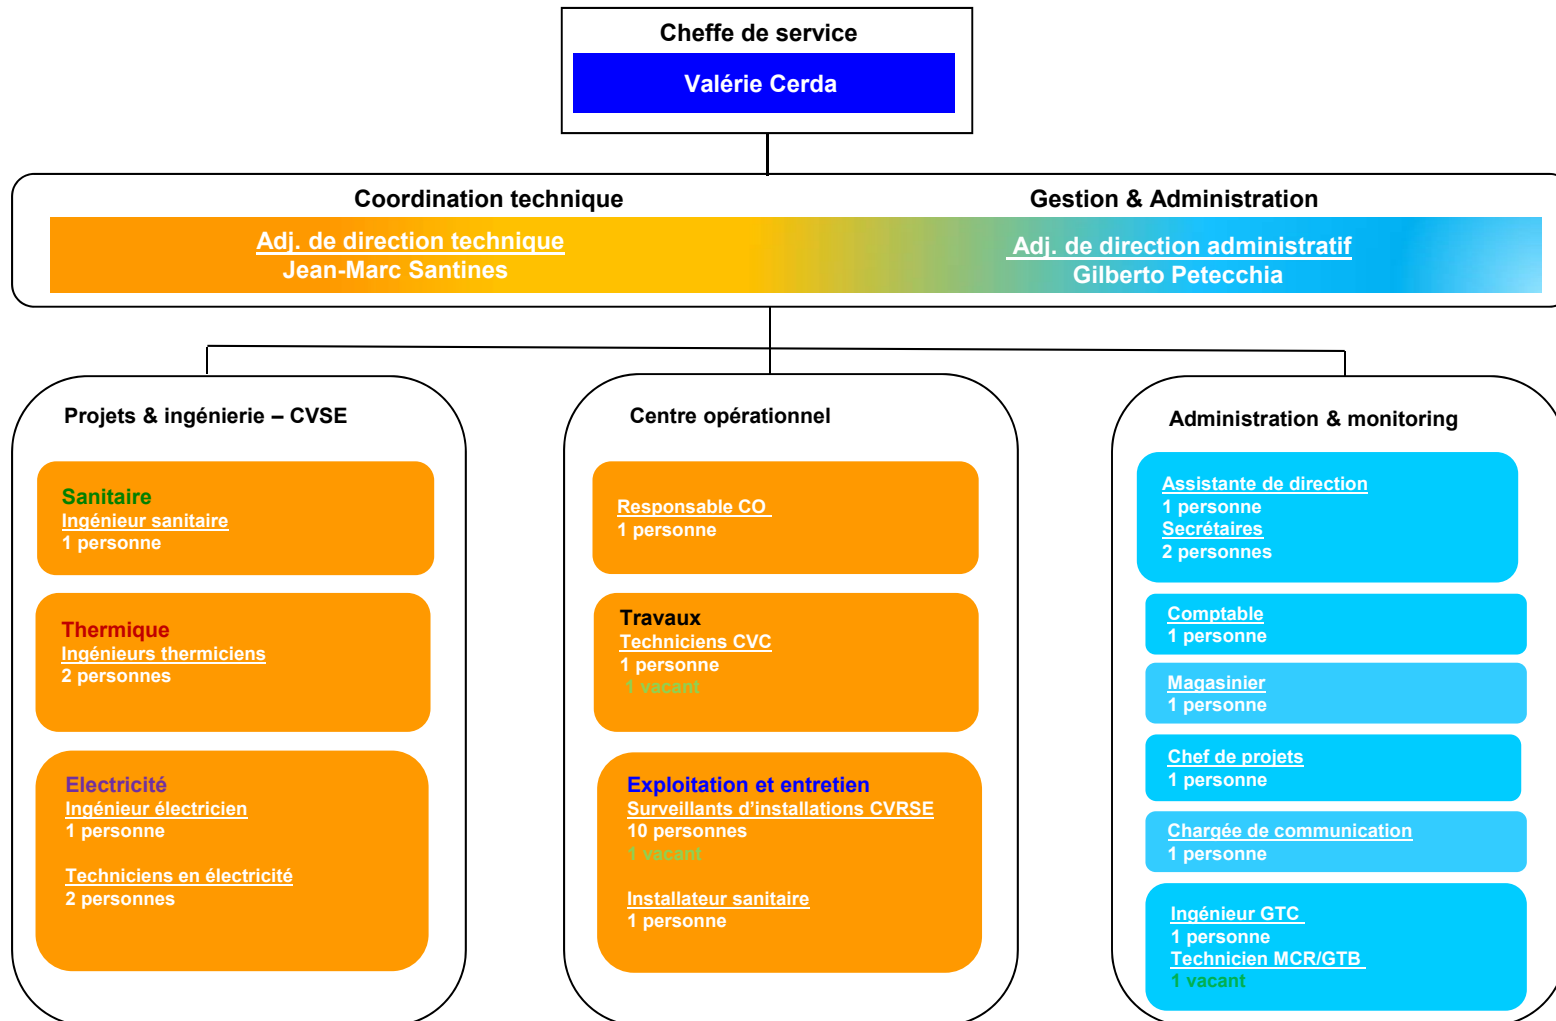 Cheffe de service
Valérie Cerda
Coordination technique
Gestion & Administration
Adj. de direction technique
Jean-Marc Santines
Adj. de direction administratif
Gilberto Petecchia
Projets & ingénierie – CVSE
Sanitaire
Ingénieur sanitaire
1 personne
Thermique
Ingénieurs thermiciens
2 personnes
Electricité
Ingénieur électricien
1 personne
Techniciens en électricité
2 personnes
Centre opérationnel
Responsable CO
1 personne
Travaux
Techniciens CVC
1 personne
1 vacant
Exploitation et entretien
Surveillants d’installations CVRSE
10 personnes
1 vacant
Installateur sanitaire
1 personne
Administration & monitoring
Assistante de direction
1 personne
Secrétaires
2 personnes
Comptable
1 personne
Magasinier
1 personne
Chef de projets
1 personne
Chargée de communication
1 personne
Ingénieur GTC
1 personne
Technicien MCR/GTB
1 vacant